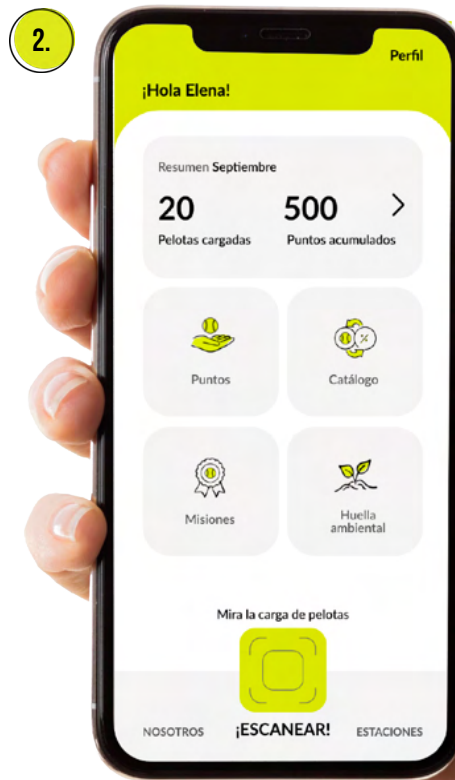 2.
Perfil
¡Hola Elena!
Resumen Septiembre
20
500
Pelotas cargadas
Puntos acumulados
Puntos
Catálogo
Misiones
Huella
ambiental
Mira la carga de pelotas
NOSOTROS
¡ESCANEAR!
ESTACIONES